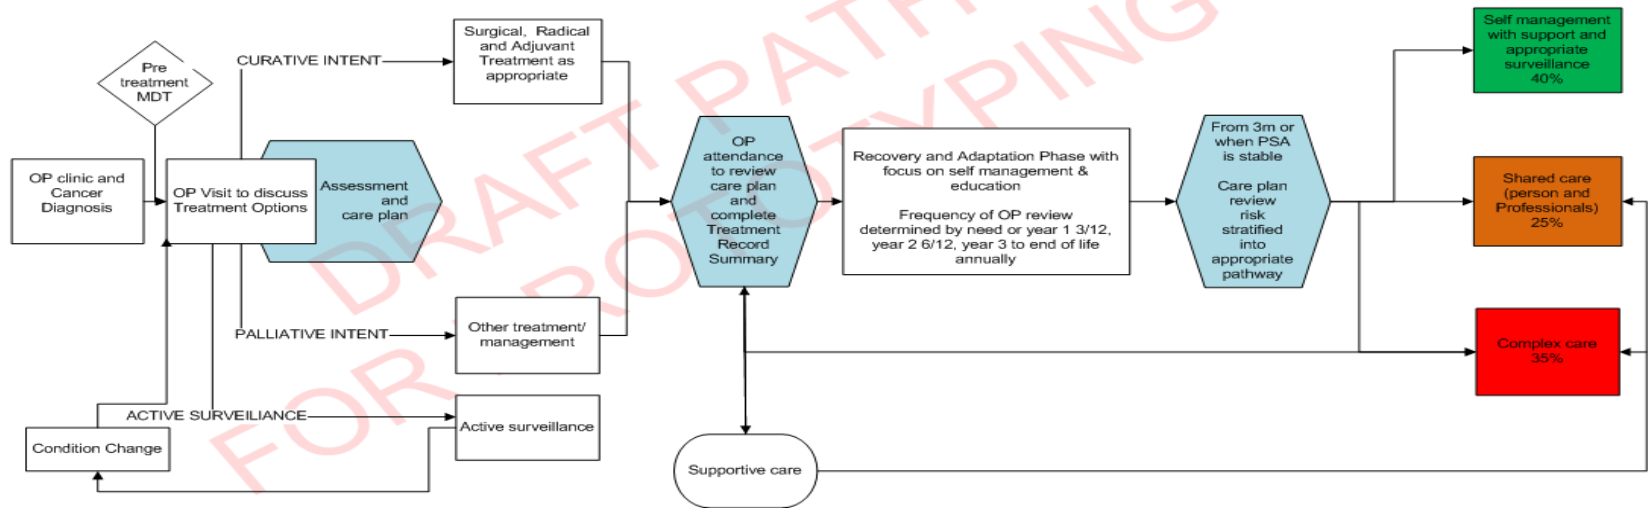 Pre
treatment
MDT
OP clinic and
Cancer
Diagnosis
OP Visit to discuss
Treatment Options
Assessment
and
care plan
CURATIVE INTENT
Surgical, Radical
and Adjuvant
Treatment as
appropriate
PALLIATIVE INTENT
Other treatment/
management
ACTIVE SURVEILIANCE
Active surveillance
Condition Change
OP
attendance
to review
care plan
and
complete
Treatment
Record
Summary
Supportive care
Recovery and Adaptation Phase with
focus on self management &
education
Frequency of OP review
determined by need or year 1 3/12,
year 2 6/12, year 3 to end of life
annually
From 3m or
when PSA
is stable
Care plan
review
risk
stratified
into
appropriate
pathway
Self management
with support and
appropriate
surveillance
40%
Shared care
(person and
Professionals)
25%
Complex care
35%
DRAFT PATH
FOR PROTOTYPING